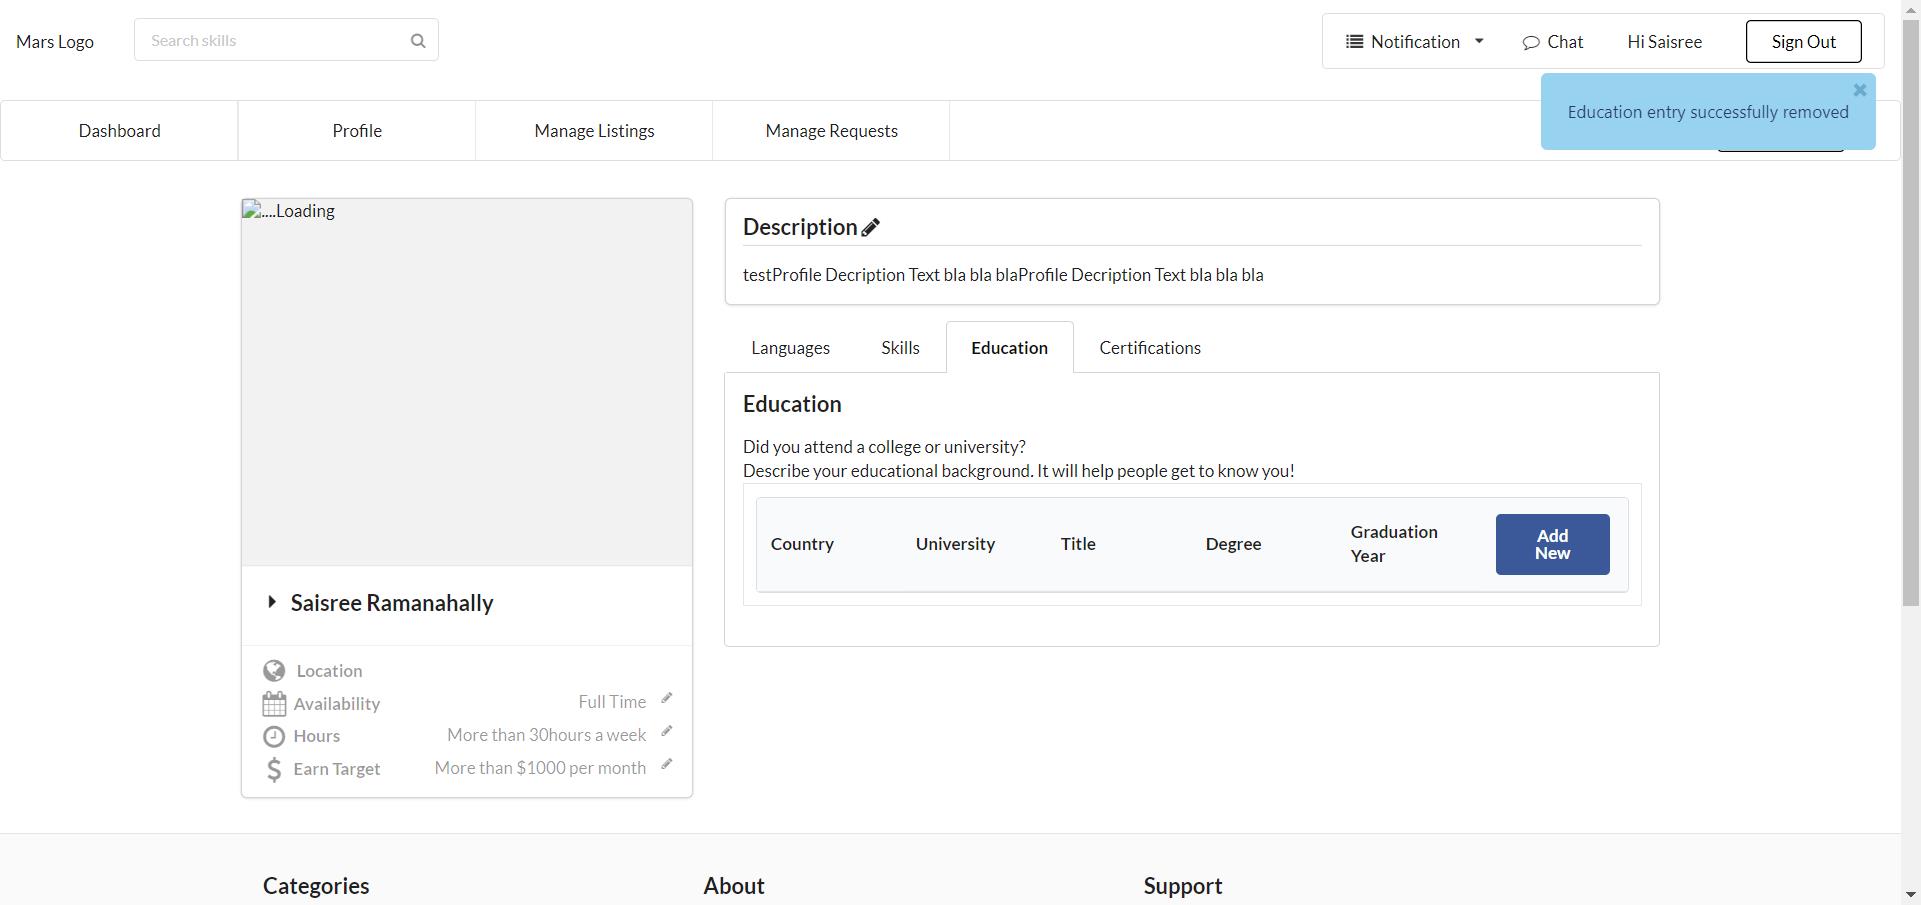 Mars Logo
Search skills
Notification
Chat
Hi Saisree
Sign Out
Education entry successfully removed
Dashboard
Profile
Manage Listings
Manage Requests
....Loading
Saisree Ramanahally
Location
Availability
Full Time
Hours
More than 30hours a week
Earn Target
More than $1000 per month
Description
testProfile Decription Text bla bla blaProfile Decription Text bla bla bla
Languages
Skills
Education
Certifications
Education
Did you attend a college or university?
Describe your educational background. It will help people get to know you!
Country
University
Title
Degree
Graduation
Year
Add
New
Categories
About
Support